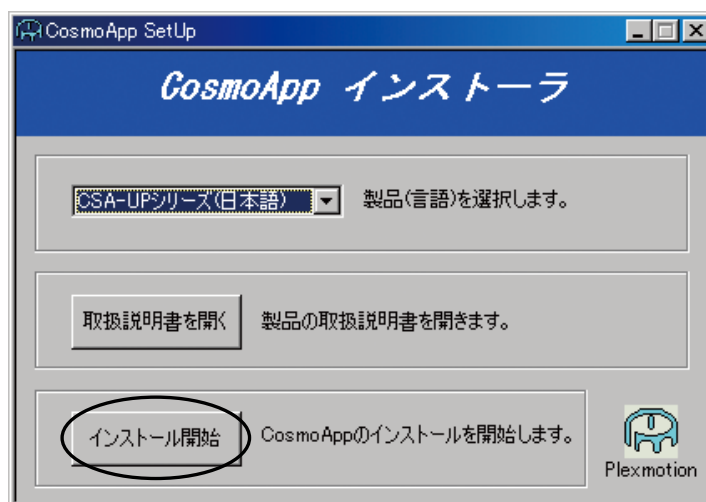 CosmoApp SetUp
CosmoApp インストーラ
CSA-UPシリーズ(日本語)
製品(言語)を選択します。
取扱説明書を開く
製品の取扱説明書を開きます。
インストール開始
CosmoAppのインストールを開始します。
Plexmotion